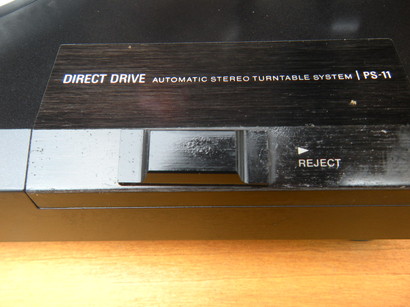 DIRECT DRIVE AUTOMATIC STEREO TURNTABLE SYSTEM | PS-11
REJECT